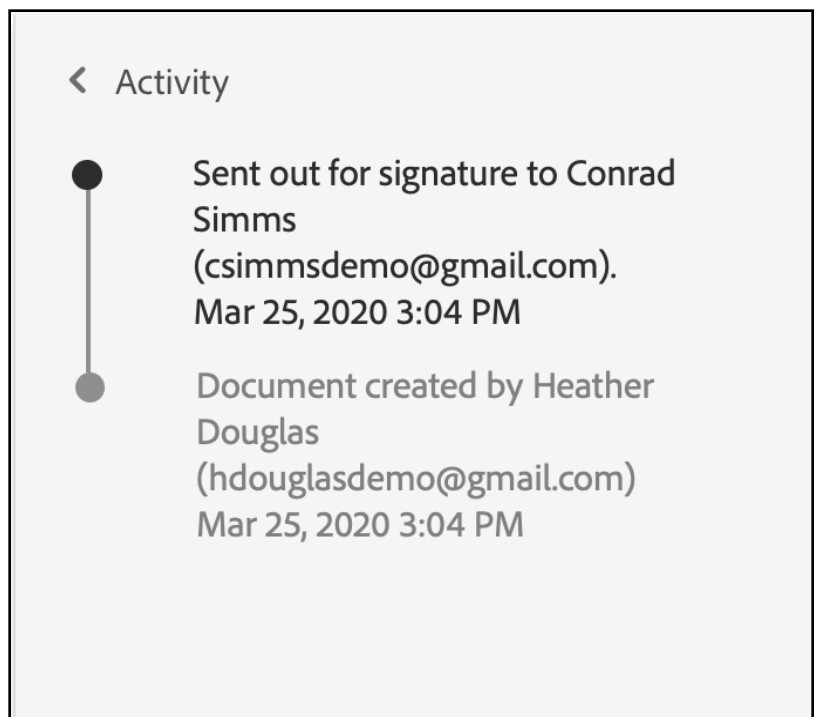 Activity
Sent out for signature to Conrad
Simms
(csimmsdemo@gmail.com).
Mar 25, 2020 3:04 PM
Document created by Heather
Douglas
(hdouglasdemo@gmail.com)
Mar 25, 2020 3:04 PM